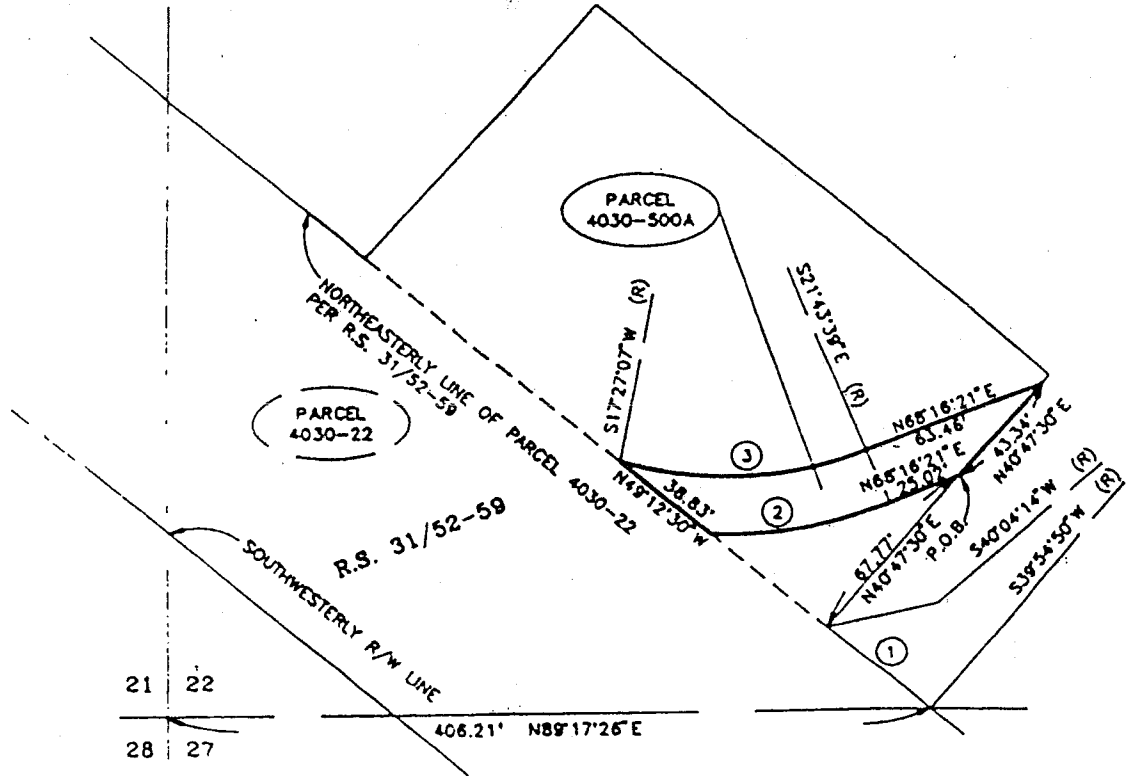 PARCEL
4030-500A
S17°27'07"W (R)
S21°43'39"E (R)
NORTHEASTERLY LINE OF PARCEL 4030-22
PER R.S. 31/52-59
PARCEL
4030-22
N68°16'21"E
63.46'
3
N68°16'21"E
25.02'
43.34'
N40°47'30"E
38.83'
N49°12'30"W
2
R.S. 31/52-59
67.77'
N40°47'30"E
P.O.B.
S40°04'14"W (R)
S39°54'50"W (R)
SOUTHWESTERLY R/W LINE
1
21 22
406.21' N89°17'26"E
28 27